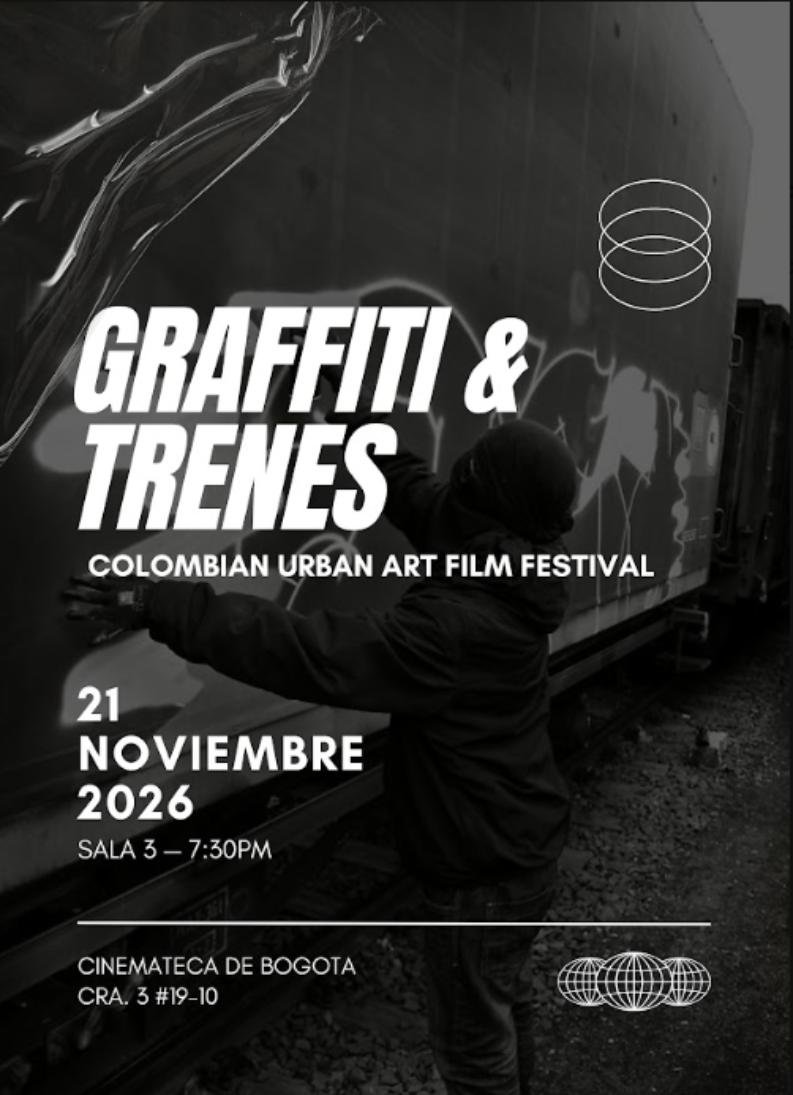 GRAFFITI &
TRENES
COLOMBIAN URBAN ART FILM FESTIVAL
21
NOVIEMBRE
2026
SALA 3 — 7:30PM
CINEMATECA DE BOGOTA
CRA. 3 #19-10